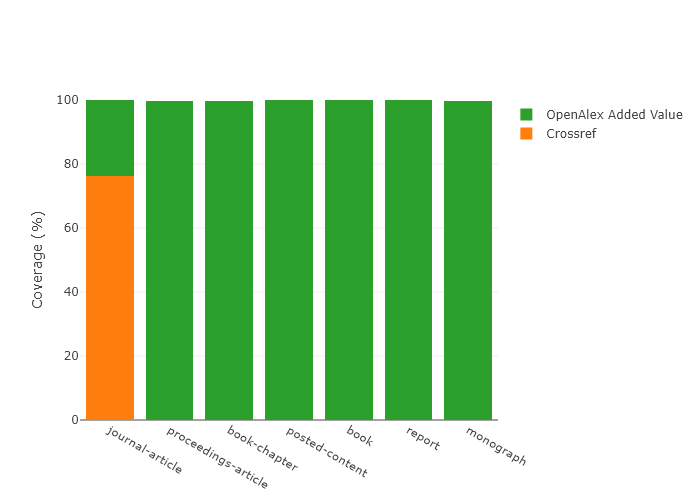 100
80
60
40
20
0
Coverage (%)
journal-article
proceedings-article
book-chapter
posted-content
book
report
monograph
OpenAlex Added Value
Crossref